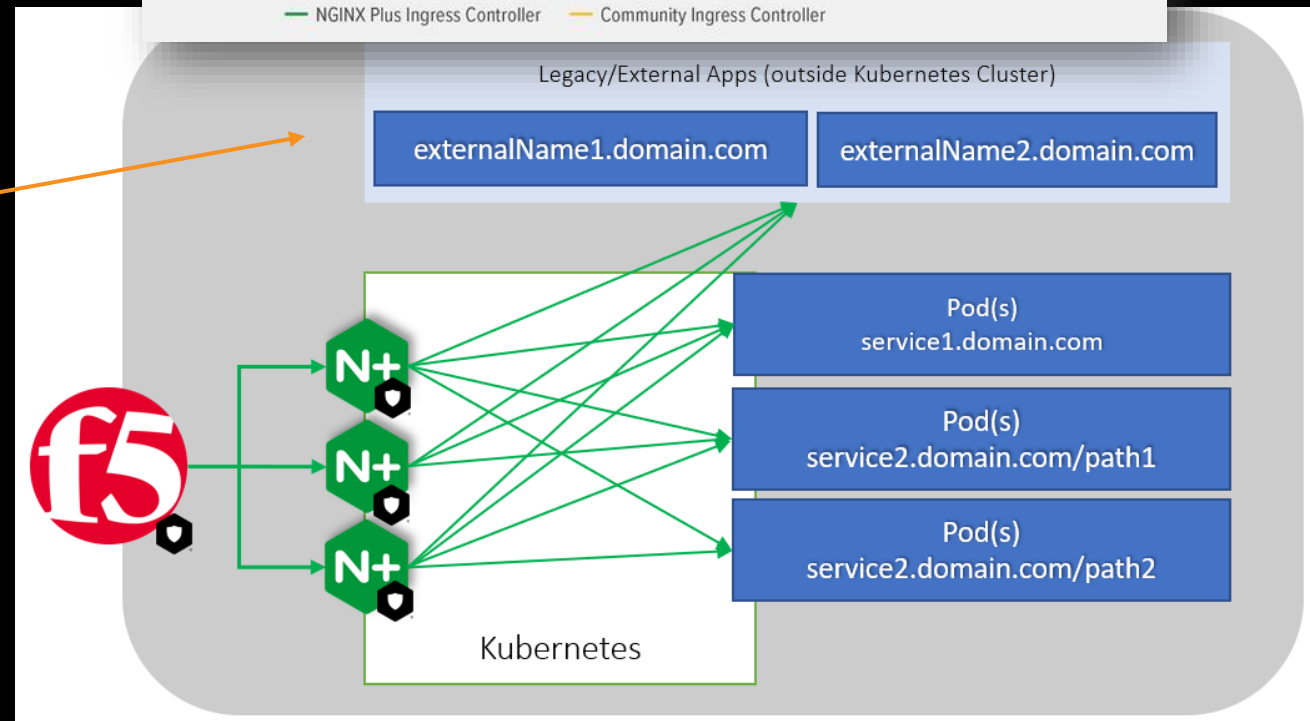 NGINX Plus Ingress Controller
Community Ingress Controller
Legacy/External Apps (outside Kubernetes Cluster)
externalName1.domain.com
externalName2.domain.com
Pod(s)
service1.domain.com
Pod(s)
service2.domain.com/path1
Pod(s)
service2.domain.com/path2
N+
N+
N+
f5
Kubernetes